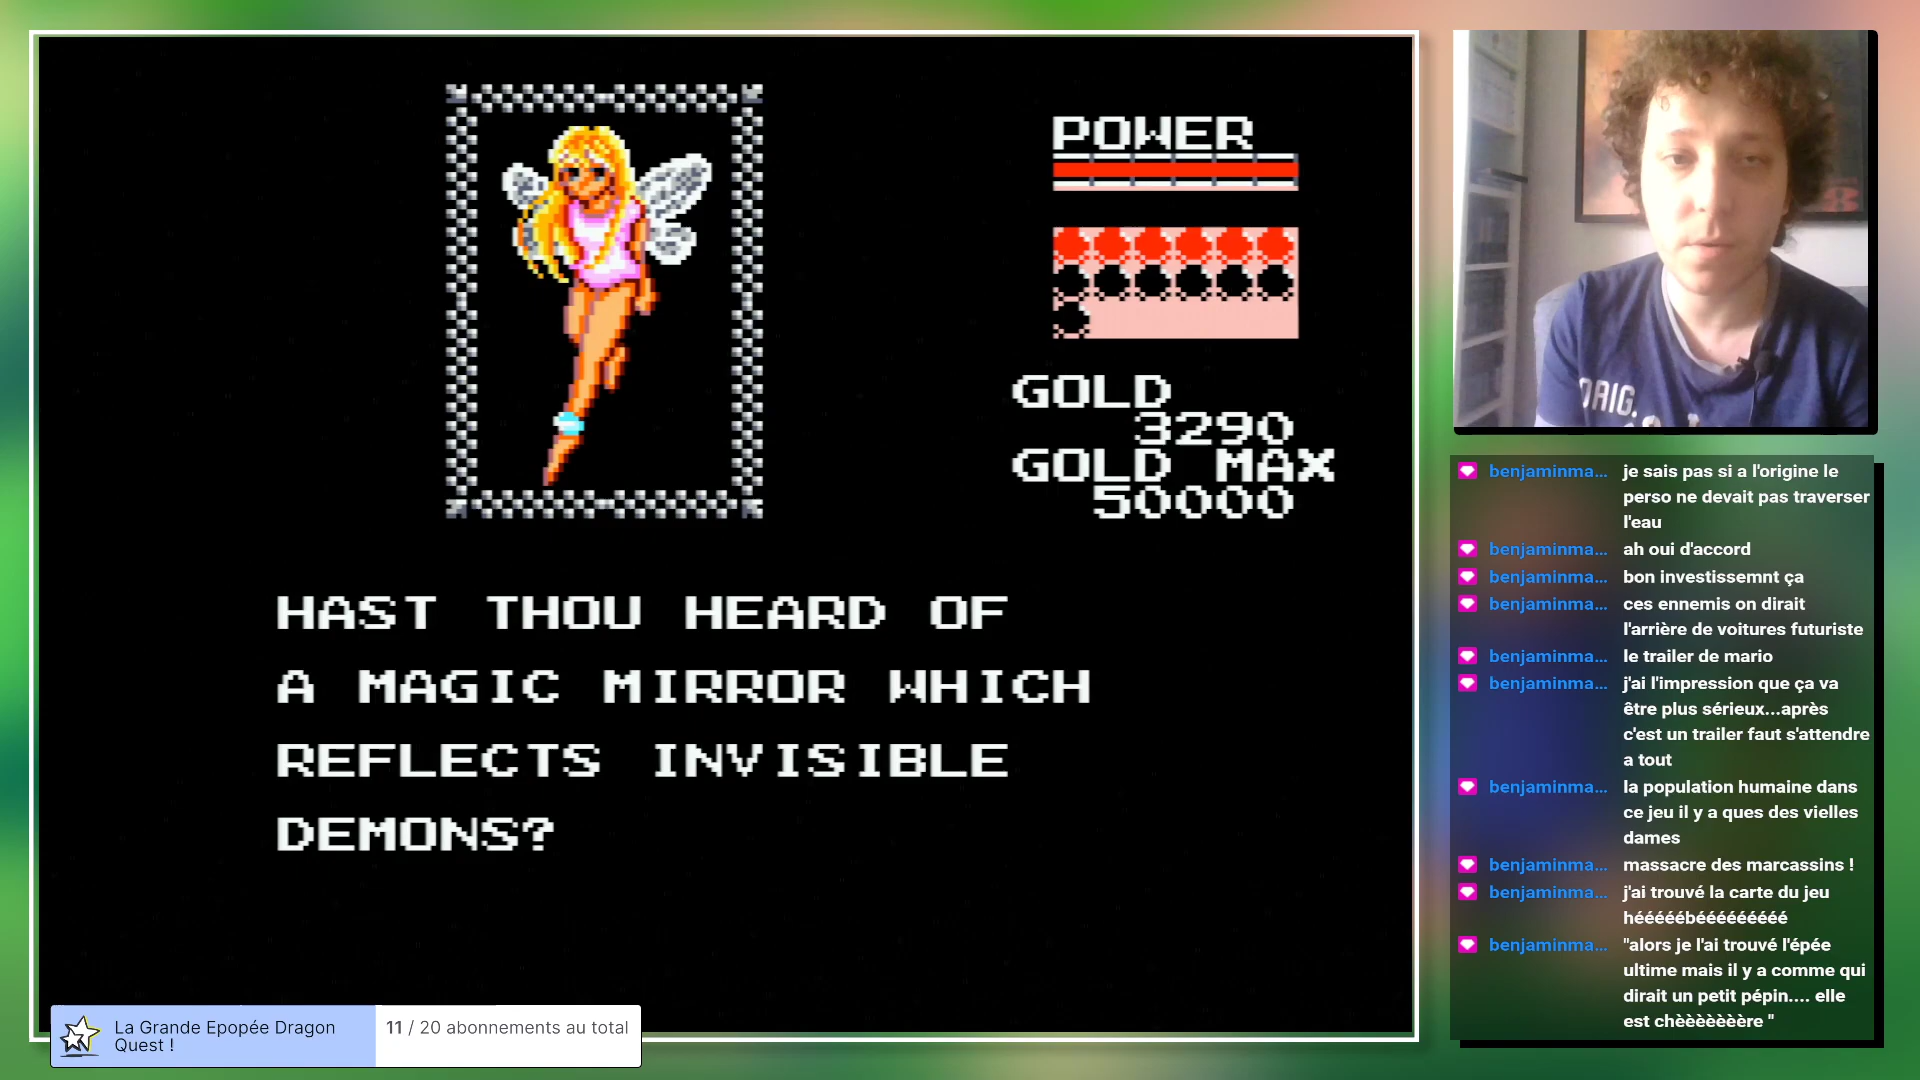 POWER
GOLD
3290
GOLD MAX
50000
HAST THOU HEARD OF
A MAGIC MIRROR WHICH
REFLECTS INVISIBLE
DEMONS?
La Grande Epopée Dragon
Quest !
11 / 20 abonnements au total
ORIG.
benjaminma... je sais pas si a l'origine le
perso ne devait pas traverser
l'eau
benjaminma... ah oui d'accord
benjaminma... bon investissemnt ça
benjaminma... ces ennemis on dirait
l'arrière de voitures futuriste
benjaminma... le trailer de mario
benjaminma... j'ai l'impression que ça va
être plus sérieux...après
c'est un trailer faut s'attendre
a tout
benjaminma... la population humaine dans
ce jeu il y a ques des vielles
dames
benjaminma... massacre des marcassins !
benjaminma... j'ai trouvé la carte du jeu
hééééébééééééééé
benjaminma... "alors je l'ai trouvé l'épée
ultime mais il y a comme qui
dirait un petit pépin.... elle
est chèèèèèèère "